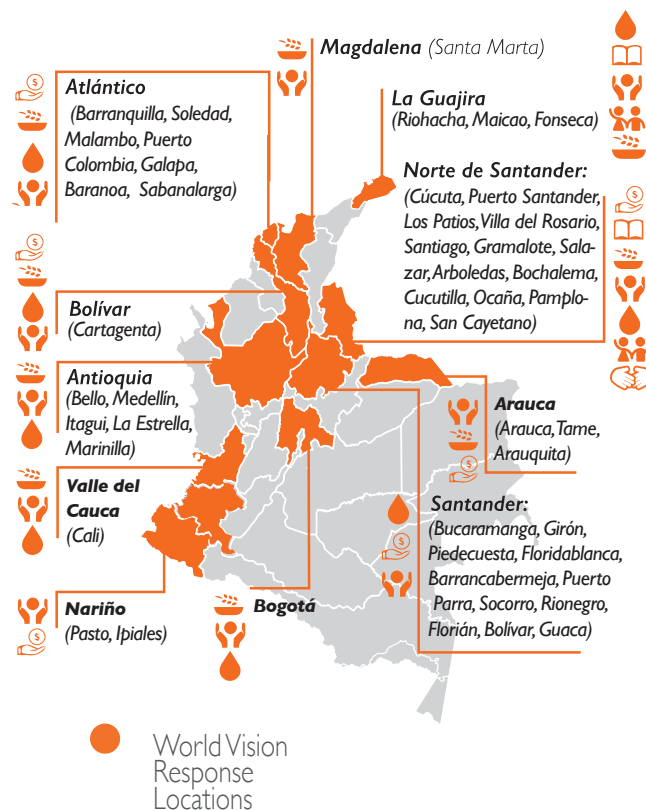 Magdalena (Santa Marta)
Atlántico
(Barranquilla, Soledad,
Malambo, Puerto
Colombia, Galapa,
Baranoa, Sabanalarga)
La Guajira
(Riohacha, Maicao, Fonseca)
Norte de Santander:
(Cúcuta, Puerto Santander,
Los Patios, Villa del Rosario,
Santiago, Gramalote, Sala-
zar, Arboledas, Bochalema,
Cucutilla, Ocaña, Pamplo-
na, San Cayetano)
Bolívar
(Cartagenta)
Antioquia
(Bello, Medellín,
Itagui, La Estrella,
Marinilla)
Arauca
(Arauca, Tame,
Arauquita)
Valle del
Cauca
(Cali)
Santander:
(Bucaramanga, Girón,
Piedecuesta, Floridablanca,
Barrancabermeja, Puerto
Parra, Socorro, Rionegro,
Florián, Bolívar, Guaca)
Nariño
(Pasto, Ipiales)
Bogotá
World Vision
Response
Locations